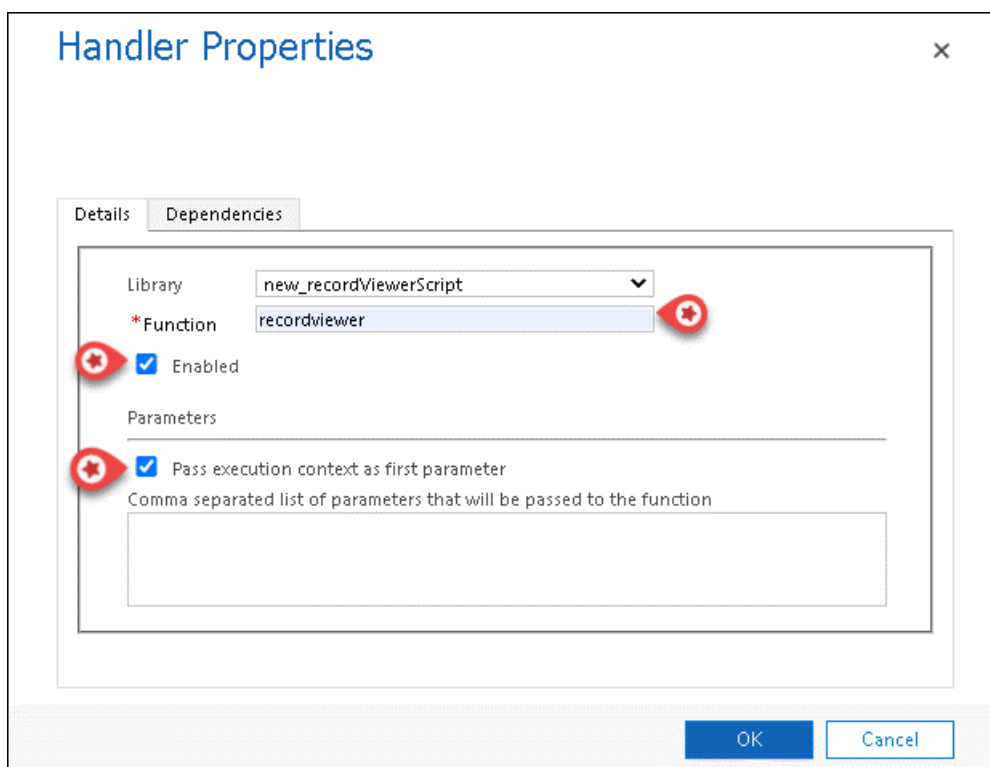 Handler Properties
Details Dependencies
Library new_recordViewerScript
*Function recordviewer
Enabled
Parameters
Pass execution context as first parameter
Comma separated list of parameters that will be passed to the function
OK Cancel